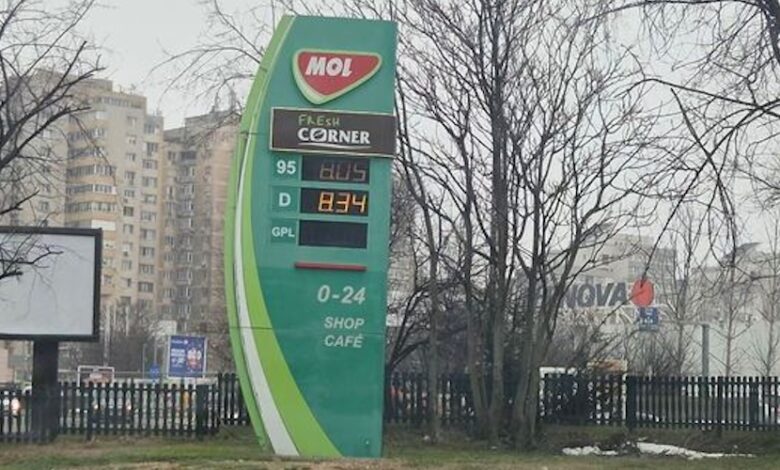 MOL
FRESH
CORNER
95 8.05
D 8.34
GPL
0-24
SHOP
CAFÉ
NOVA